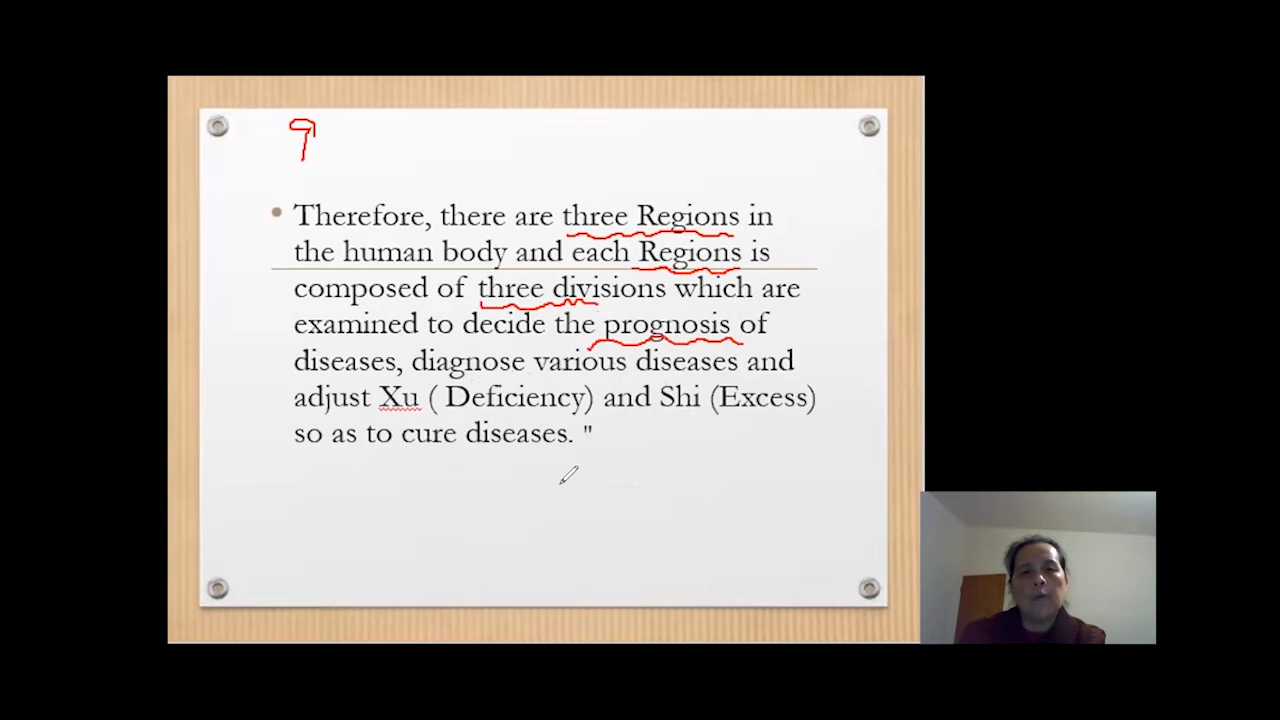 9
Therefore, there are three Regions in
the human body and each Regions is
composed of three divisions which are
examined to decide the prognosis of
diseases, diagnose various diseases and
adjust Xu ( Deficiency) and Shi (Excess)
so as to cure diseases. "